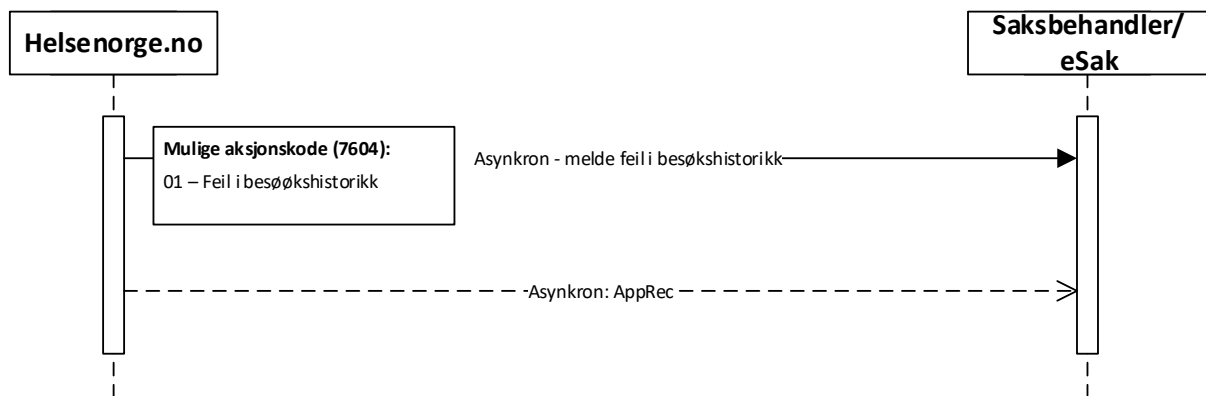 Helsenorge.no
Saksbehandler/
eSak
Mulige aksjonskode (7604):
01 – Feil i besøøkshistorikk
Asynkron - melde feil i besøkshistorikk
Asynkron: AppRec